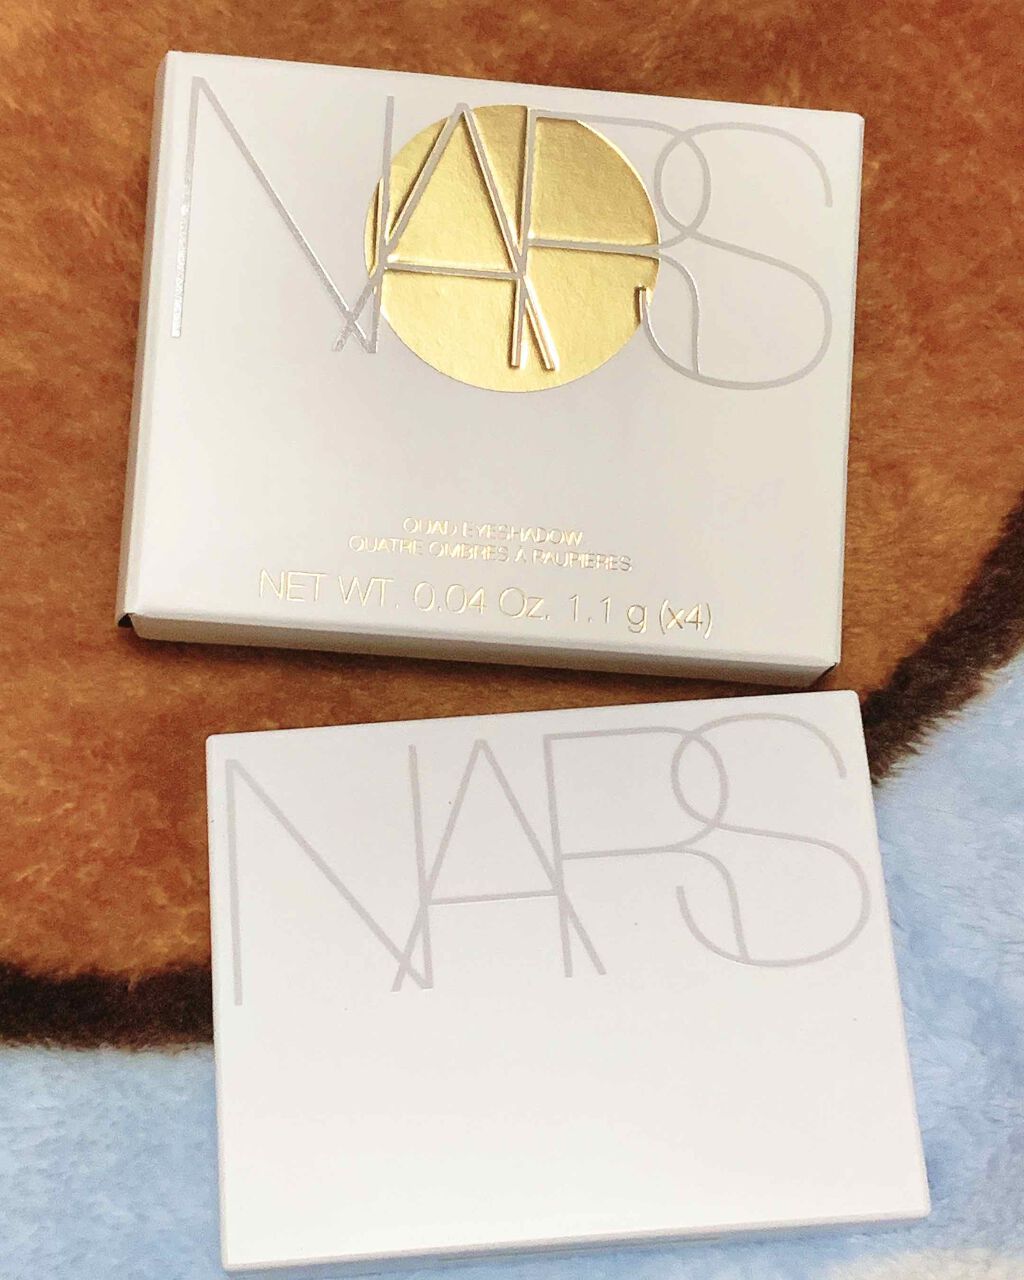 NARS
QUAD EYESHADOW
QUATRE OMBRES À PAUPIÈRES
NET WT. 0.04 Oz. 1.1 g (x4)
NARS